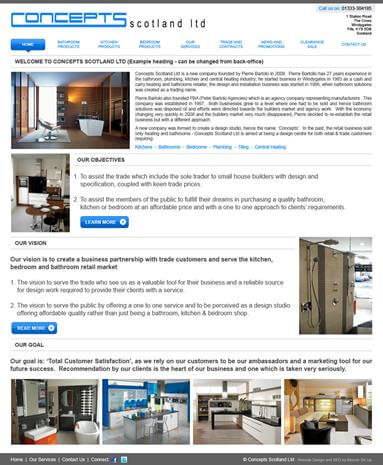 CONCEPTS scotland ltd
Call us on: 01333-304185
1 Station Road
The Cross
Windygates
Fife, KY8 5DB
Scotland
HOME
BATHROOM PRODUCTS
KITCHEN PRODUCTS
BEDROOM PRODUCTS
OUR SERVICES
TRADE AND CONTRACTS
NEWS AND PROMOTIONS
CLEARANCE SALE
CONTACT US
WELCOME TO CONCEPTS SCOTLAND LTD (Example heading - can be changed from back-office)
Concepts Scotland Ltd is a new company founded by Pierre Bartolo in 2009. Pierre Bartolo has 27 years experience in
the bathroom, plumbing, kitchen and central heating industry; he started business in Windygates in 1983 as a cash and
carry heating and bathrooms retailer; the design and installation business was started in 1986, when bathroom solutions
was created as a trading name.
Pierre Bartolo also founded PBA (Peter Bartolo Agencies) which is an agency company representing manufacturers. This
company was established in 1997. Both businesses grew to a level where one had to be sold and hence bathroom
solutions was disposed of and efforts were directed towards the builders market and agency work. With the economy
changing very quickly in 2008 and the builders market very much disappeared, Pierre decided to re-establish the retail
business but with a different approach.
A new company was formed to create a design studio, hence the name: 'Concepts'. In the past, the retail business sold
only heating and bathrooms - Concepts Scotland Ltd is aimed at being a design centre for both retail & trade customers
requiring:
Kitchens - Bathrooms - Bedrooms - Plumbing - Tiling - Central Heating
OUR OBJECTIVES
1. To assist the trade which include the sole trader to small house builders with design and
specification, coupled with keen trade prices.
2. To assist the members of the public to fulfill their dreams in purchasing a quality bathroom,
kitchen or bedroom at an affordable price and with a one to one approach to clients' requirements.
LEARN MORE
OUR VISION
Our vision is to create a business partnership with trade customers and serve the kitchen,
bedroom and bathroom retail market
1. The vision to serve the trade who see us as a valuable tool for their business and a reliable source
for design work required to provide their clients with a service.
2. The vision to serve the public by offering a one to one service and to be perceived as a design studio
offering affordable quality rather than just being a bathroom, kitchen & bedroom shop.
READ MORE
OUR GOAL
Our goal is: 'Total Customer Satisfaction', as we rely on our customers to be our ambassadors and a marketing tool for our
future success. Recommendation by our clients is the heart of our business and one which is taken very seriously.
Home | Our Services | Contact Us | Connect:
© Concepts Scotland Ltd - Website Design and SEO by